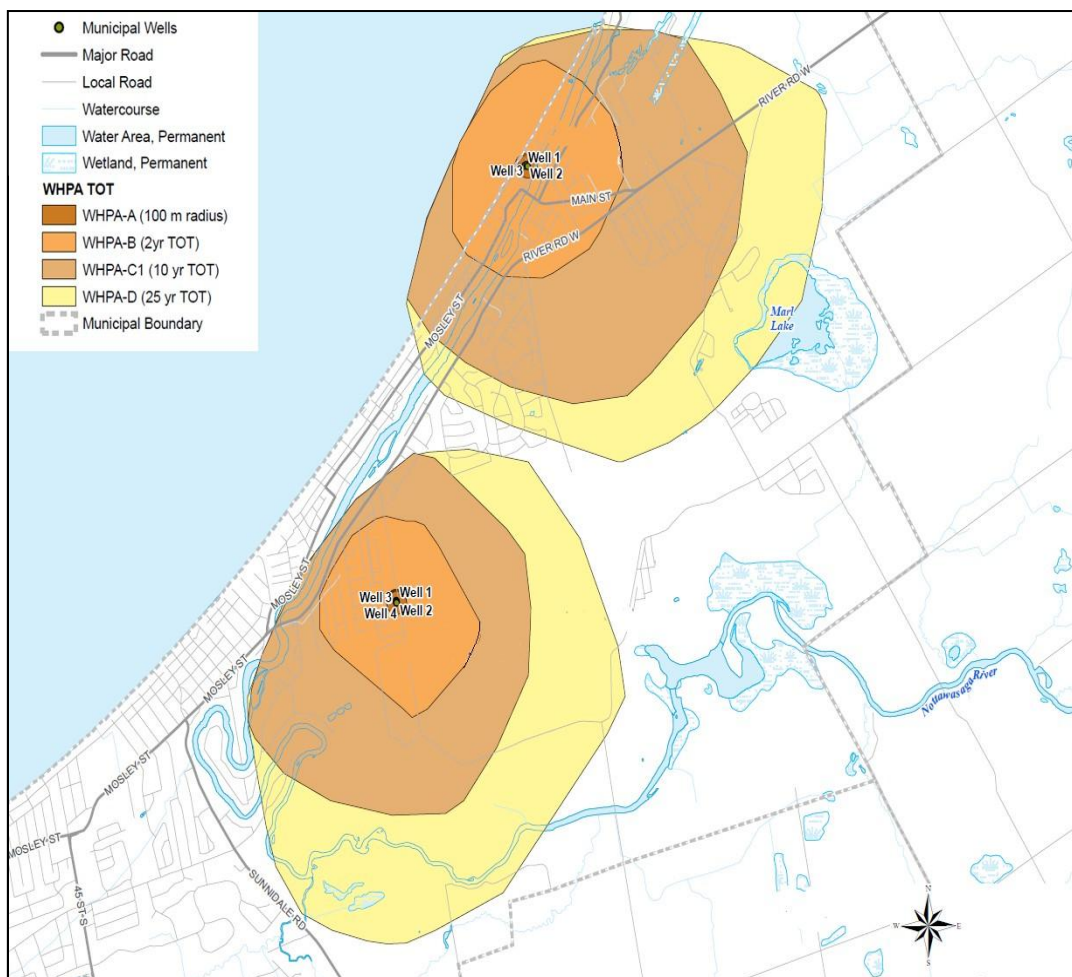 Municipal Wells
Major Road
Local Road
Watercourse
Water Area, Permanent
Wetland, Permanent
WHPA TOT
WHPA-A (100 m radius)
WHPA-B (2yr TOT)
WHPA-C1 (10 yr TOT)
WHPA-D (25 yr TOT)
Municipal Boundary
RIVER RD W
Well 1
Well 3
Well 2
MAIN ST
RIVER RD W
MOSLEY ST
Marl
Lake
MOSLEY ST
Well 3 Well 1
Well 4 Well 2
MOSLEY ST
Nottawasaga River
MOSLEY ST
MOSLEY ST
45 ST S
SUNNIDALE RD
N
W E
S